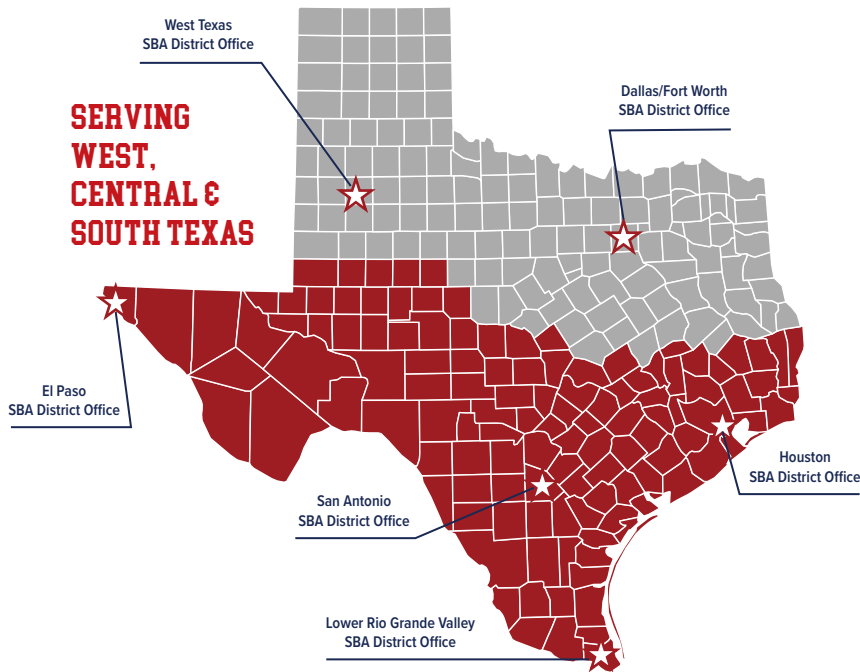 West Texas
SBA District Office
Dallas/Fort Worth
SBA District Office
SERVING
WEST,
CENTRAL &
SOUTH TEXAS
El Paso
SBA District Office
Houston
SBA District Office
San Antonio
SBA District Office
Lower Rio Grande Valley
SBA District Office